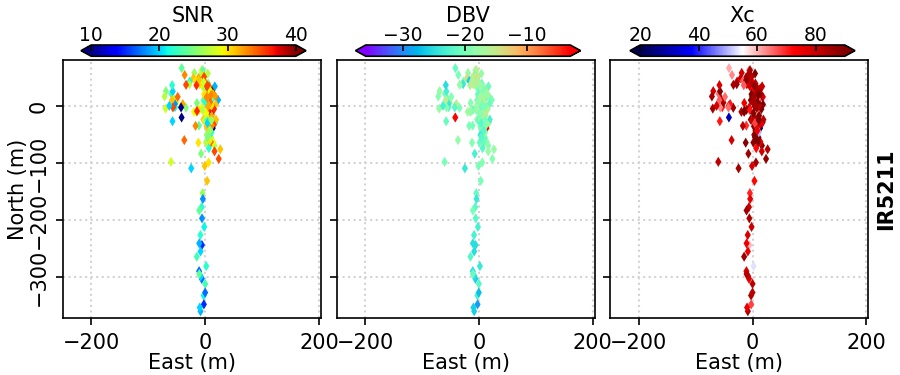 SNR DBV Xc
10 20 30 40 −30 −20 −10 20 40 60 80
North (m)
0
−100
−200
−300
IR5211
−200 0 200 −200 0 200 −200 0 200
East (m) East (m) East (m)